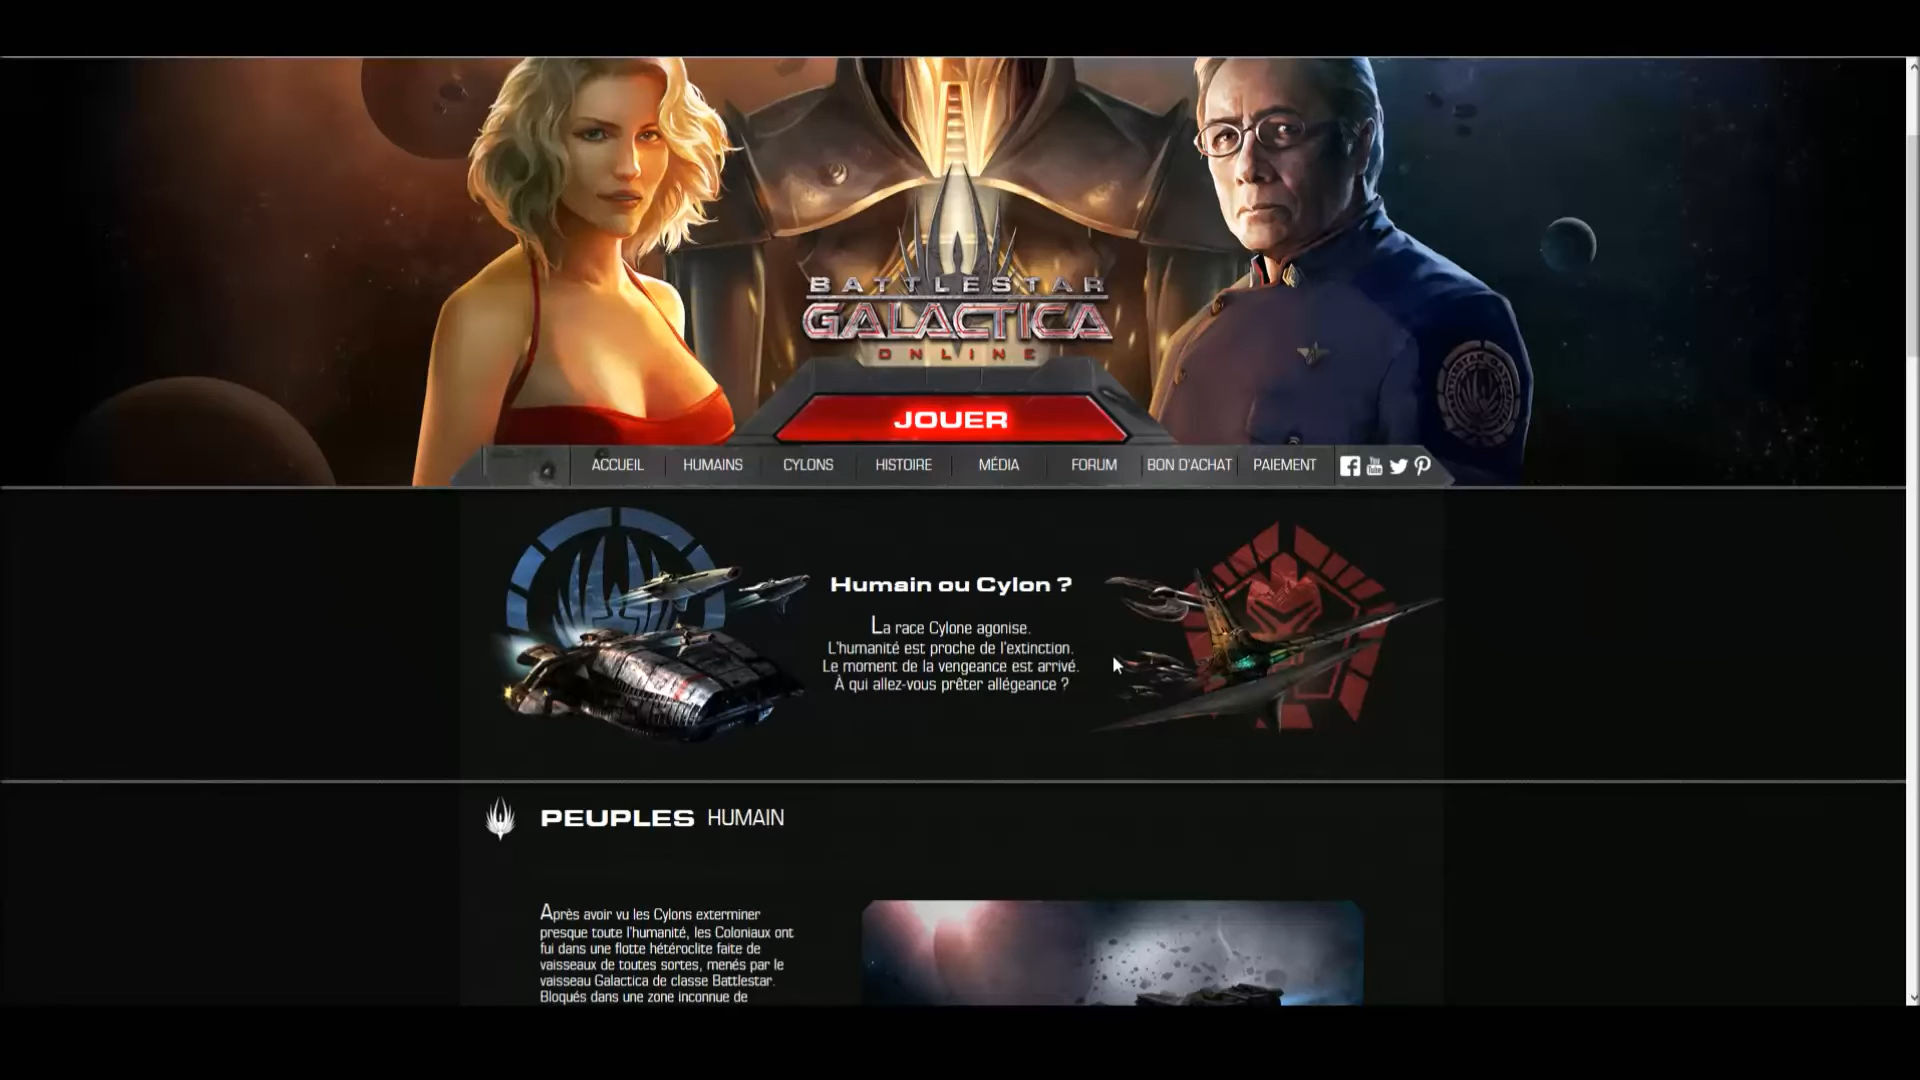 BATTLESTAR
GALACTICA
ONLINE
JOUER
ACCUEIL HUMAINS CYLONS HISTOIRE MÉDIA FORUM BON D'ACHAT PAIEMENT
You Tube
Humain ou Cylon ?
La race Cylone agonise.
L'humanité est proche de l'extinction.
Le moment de la vengeance est arrivé.
À qui allez-vous prêter allégeance ?
PEUPLES HUMAIN
Après avoir vu les Cylons exterminer
presque toute l'humanité, les Coloniaux ont
fui dans une flotte hétéroclite faite de
vaisseaux de toutes sortes, menés par le
vaisseau Galactica de classe Battlestar.
Bloqués dans une zone inconnue de